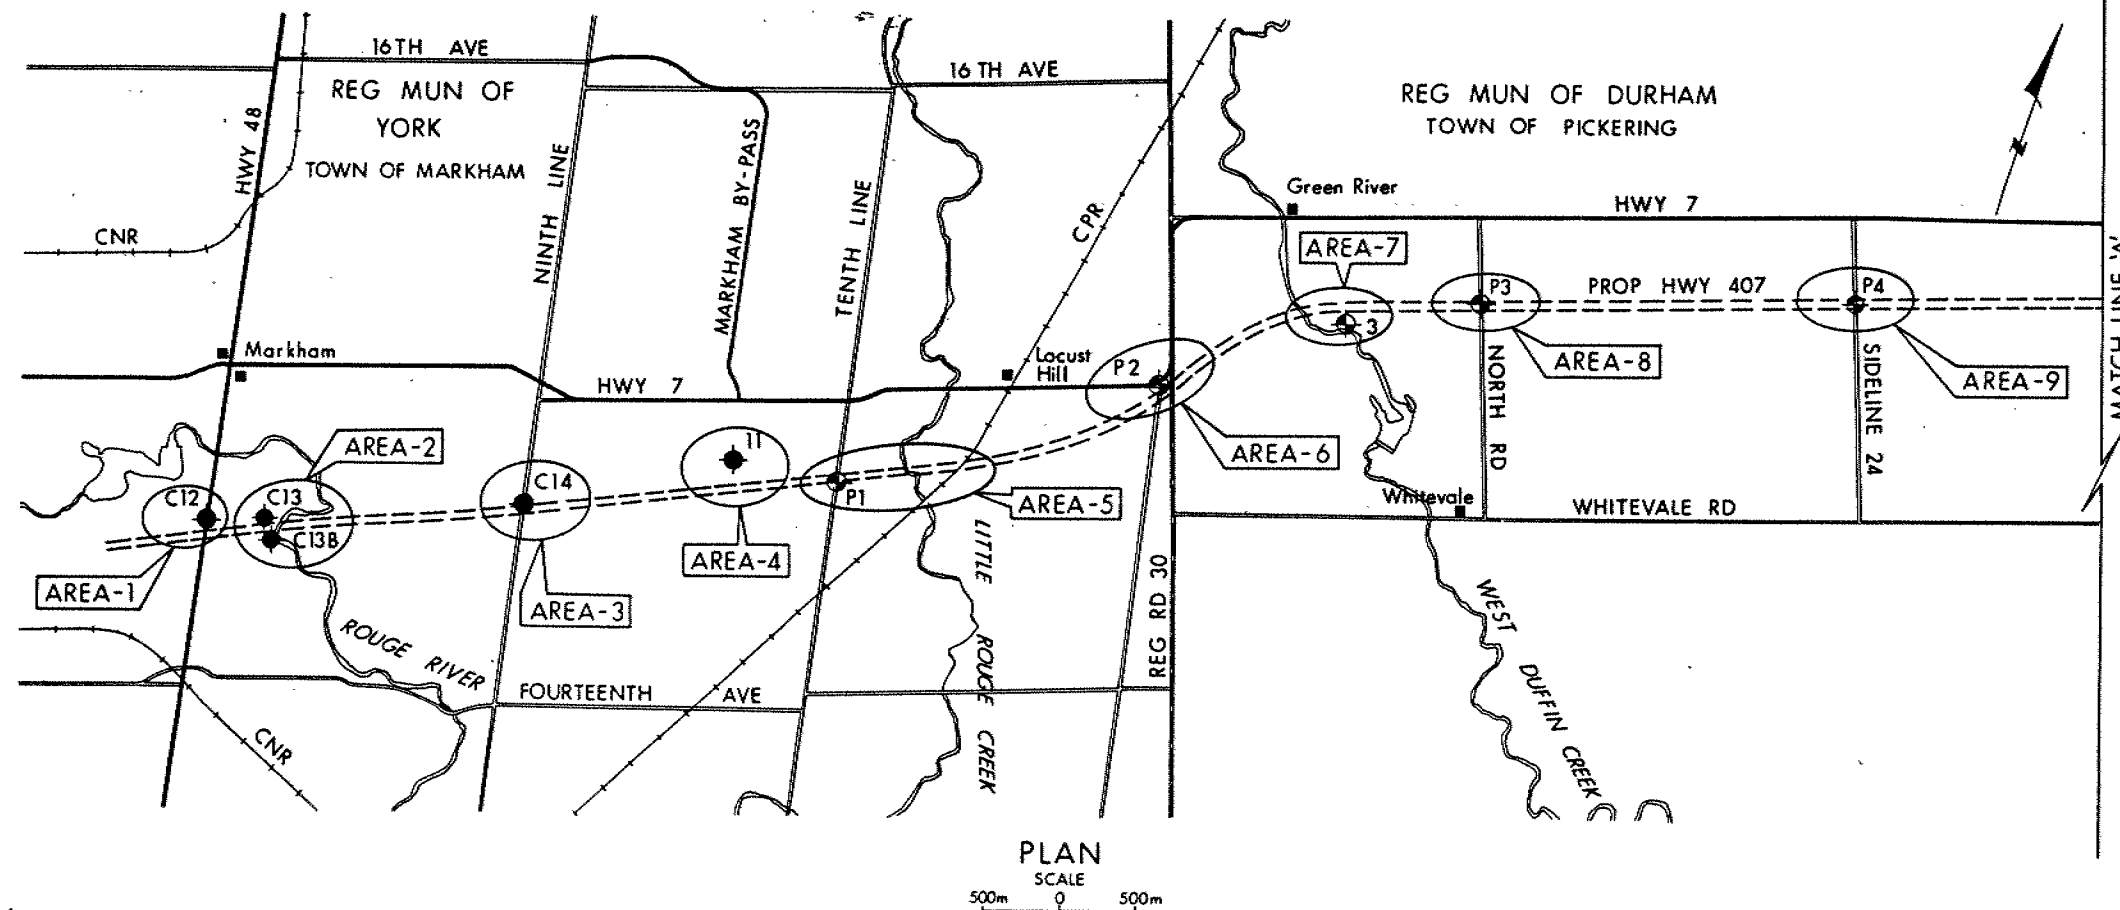 16TH AVE
16TH AVE
REG MUN OF
YORK
TOWN OF MARKHAM
REG MUN OF DURHAM
TOWN OF PICKERING
HWY 48
NINTH LINE
MARKHAM BY-PASS
TENTH LINE
CPR
CNR
Green River
HWY 7
AREA-7
PROP HWY 407
P3
P4
3
NORTH RD
SIDELINE 24
AREA-8
AREA-9
Markham
HWY 7
Locust
Hill
P2
AREA-6
AREA-2
C12
C13
C13B
C14
11
P1
AREA-5
AREA-4
AREA-3
AREA-1
Whitevale
WHITEVALE RD
ROUGE RIVER
LITTLE ROUGE CREEK
REG RD 30
WEST DUFFIN CREEK
FOURTEENTH AVE
CNR
N
PLAN
SCALE
500m 0 500m